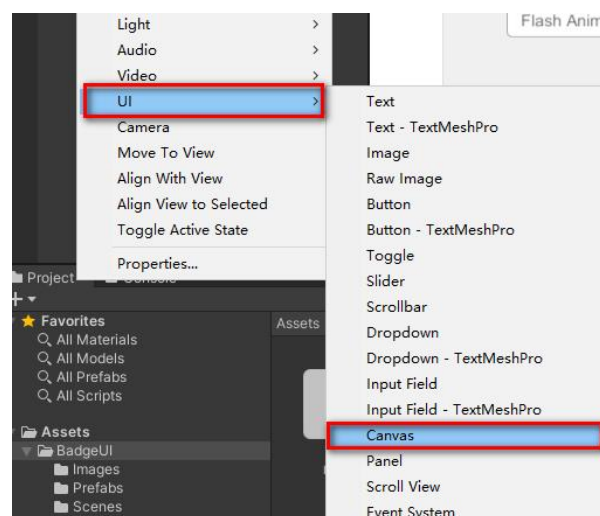 Light
Audio
Video
UI
Camera
Move To View
Align With View
Align View to Selected
Toggle Active State
Properties...
Flash Anim
Text
Text - TextMeshPro
Image
Raw Image
Button
Button - TextMeshPro
Toggle
Slider
Scrollbar
Dropdown
Dropdown - TextMeshPro
Input Field
Input Field - TextMeshPro
Canvas
Panel
Scroll View
Event System
Project
Console
Favorites
All Materials
All Models
All Prefabs
All Scripts
Assets
BadgeUI
Images
Prefabs
Scenes
Assets